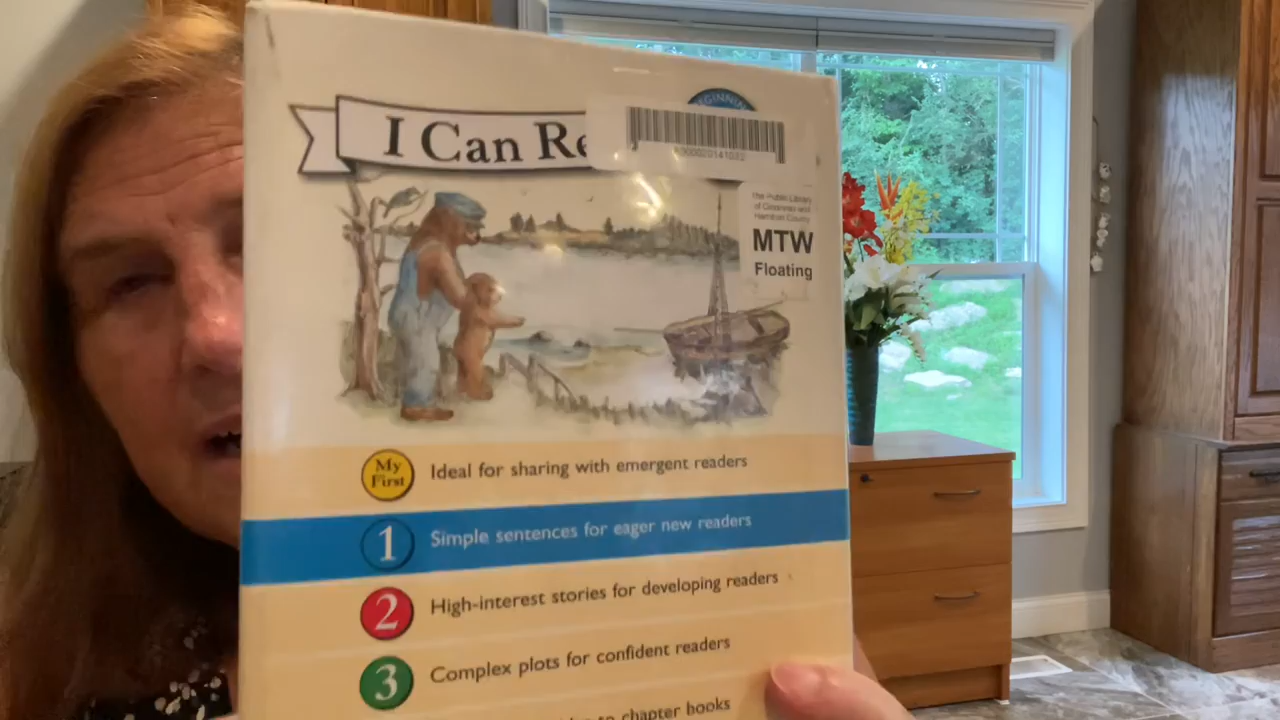 I Can Re
BEGINNIN
The Public Library
of Cincinnati and
Hamilton County
MTW
Floating
My
First
Ideal for sharing with emergent readers
1
Simple sentences for eager new readers
2
High-interest stories for developing readers
3
Complex plots for confident readers
to chapter books